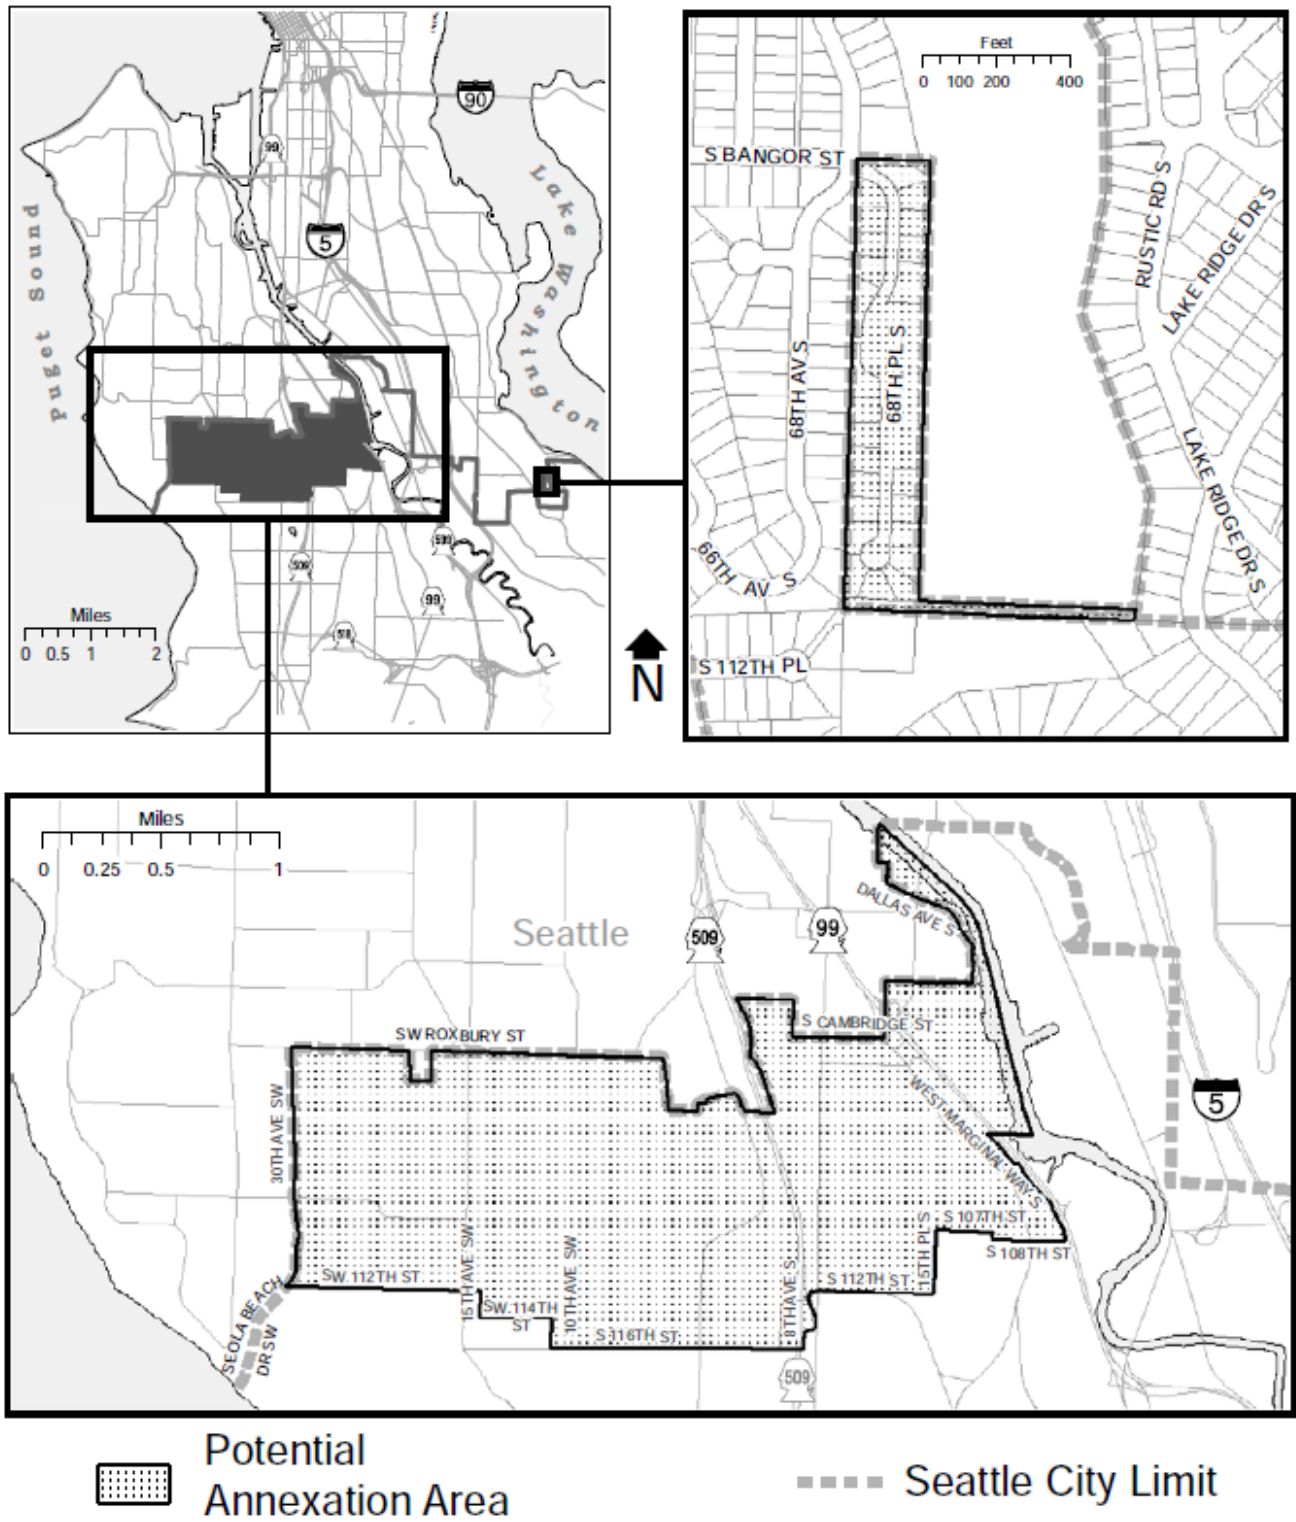 90
99
5
Puget Sound
Lake Washington
509
599
99
518
Miles
0 0.5 1 2
N
Feet
0 100 200 400
S BANGOR ST
RUSTIC RD S
LAKE RIDGE DR S
68TH AV S
68TH PL S
LAKE RIDGE DR S
66TH AV S
S 112TH PL
Miles
0 0.25 0.5 1
Seattle
509
99
DALLAS AVE S
S CAMBRIDGE ST
SW ROXBURY ST
5
30TH AVE SW
WEST MARGINAL WAY S
S 107TH ST
S 108TH ST
15TH PL S
S 112TH ST
8TH AVE S
SW 112TH ST
15TH AVE SW
10TH AVE SW
SW 114TH
ST
S 116TH ST
SEOLA BEACH
DR SW
509
Potential
Annexation Area
Seattle City Limit